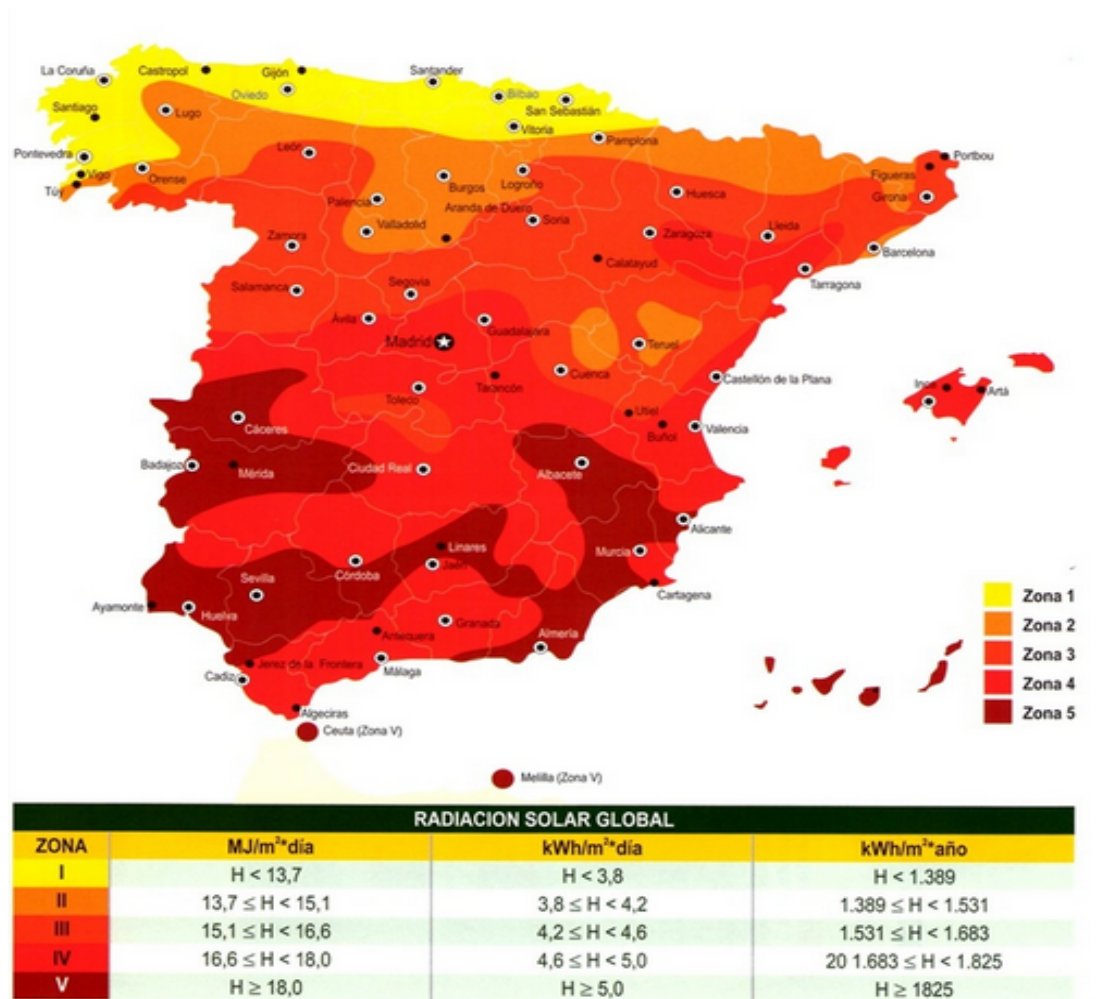 La Coruña
Castropol
Gijón
Santander
Oviedo
Bilbao
San Sebastián
Santiago
Lugo
Vitoria
Pamplona
Pontevedra
León
Portbou
Vigo
Orense
Burgos
Logroño
Figueras
Túy
Palencia
Huesca
Girona
Aranda de Duero
Soria
Valladolid
Zamora
Zaragoza
Lleida
Barcelona
Calatayud
Tarragona
Salamanca
Segovia
Ávila
Guadalajara
Madrid
Teruel
Cuenca
Tarancón
Castellón de la Plana
Toledo
Inca
Artá
Utiel
Cáceres
Buñol
Valencia
Badajoz
Mérida
Ciudad Real
Albacete
Alicante
Linares
Murcia
Jaén
Córdoba
Sevilla
Cartagena
Ayamonte
Huelva
Granada
Antequera
Almería
Jerez de la Frontera
Málaga
Cadiz
Algeciras
Ceuta (Zona V)
Melilla (Zona V)
Zona 1
Zona 2
Zona 3
Zona 4
Zona 5
RADIACION SOLAR GLOBAL
ZONA MJ/m²*día kWh/m²*día kWh/m²*año
I H < 13,7 H < 3,8 H < 1.389
II 13,7 ≤ H < 15,1 3,8 ≤ H < 4,2 1.389 ≤ H < 1.531
III 15,1 ≤ H < 16,6 4,2 ≤ H < 4,6 1.531 ≤ H < 1.683
IV 16,6 ≤ H < 18,0 4,6 ≤ H < 5,0 20 1.683 ≤ H < 1.825
V H ≥ 18,0 H ≥ 5,0 H ≥ 1825